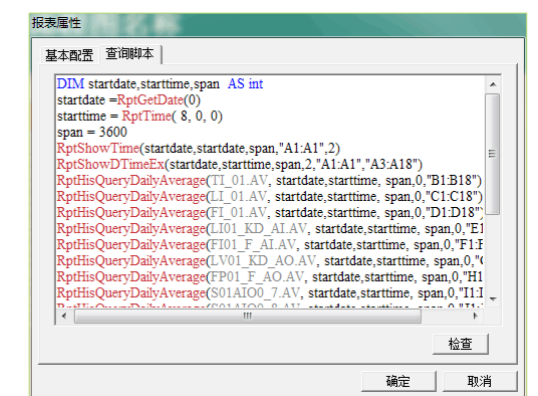 报表属性
基本配置 查询脚本
DIM startdate,starttime,span AS int
startdate =RptGetDate(0)
starttime = RptTime( 8, 0, 0)
span = 3600
RptShowTime(startdate,startdate,span,"A1:A1",2)
RptShowDTimeEx(startdate,starttime,span,2,"A1:A1","A3:A18")
RptHisQueryDailyAverage(TI_01.AV, startdate,starttime, span,0,"B1:B18")
RptHisQueryDailyAverage(LI_01.AV, startdate,starttime, span,0,"C1:C18")
RptHisQueryDailyAverage(FI_01.AV, startdate,starttime, span,0,"D1:D18"
RptHisQueryDailyAverage(LI01_KD_AI.AV, startdate,starttime, span,0,"E1
RptHisQueryDailyAverage(FI01_F_AI.AV, startdate,starttime, span,0,"F1:F
RptHisQueryDailyAverage(LV01_KD_AO.AV, startdate,starttime, span,0,"
RptHisQueryDailyAverage(FP01_F_AO.AV, startdate,starttime, span,0,"H1
RptHisQueryDailyAverage(S01AIO0_7.AV, startdate,starttime, span,0,"I1:I
检查
确定 取消